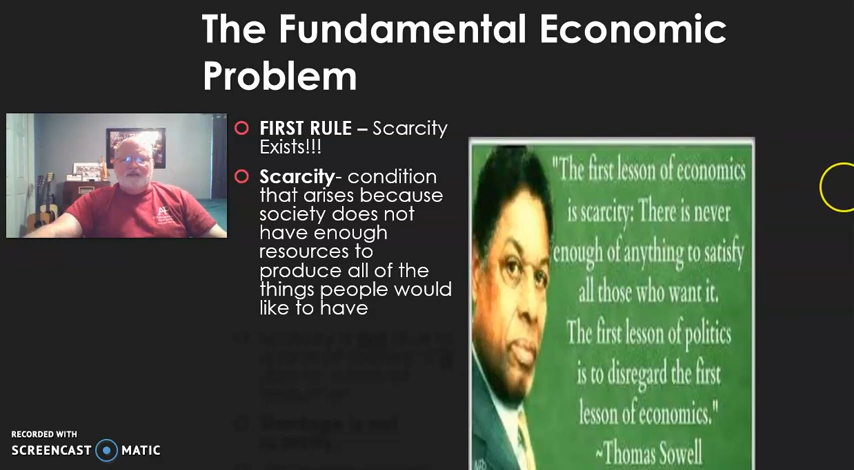 The Fundamental Economic
Problem
FIRST RULE – Scarcity
Exists!!!
Scarcity- condition
that arises because
society does not
have enough
resources to
produce all of the
things people would
like to have
"The first lesson of economics
is scarcity: There is never
enough of anything to satisfy
all those who want it.
The first lesson of politics
is to disregard the first
lesson of economics."
~Thomas Sowell
RECORDED WITH
SCREENCAST MATIC